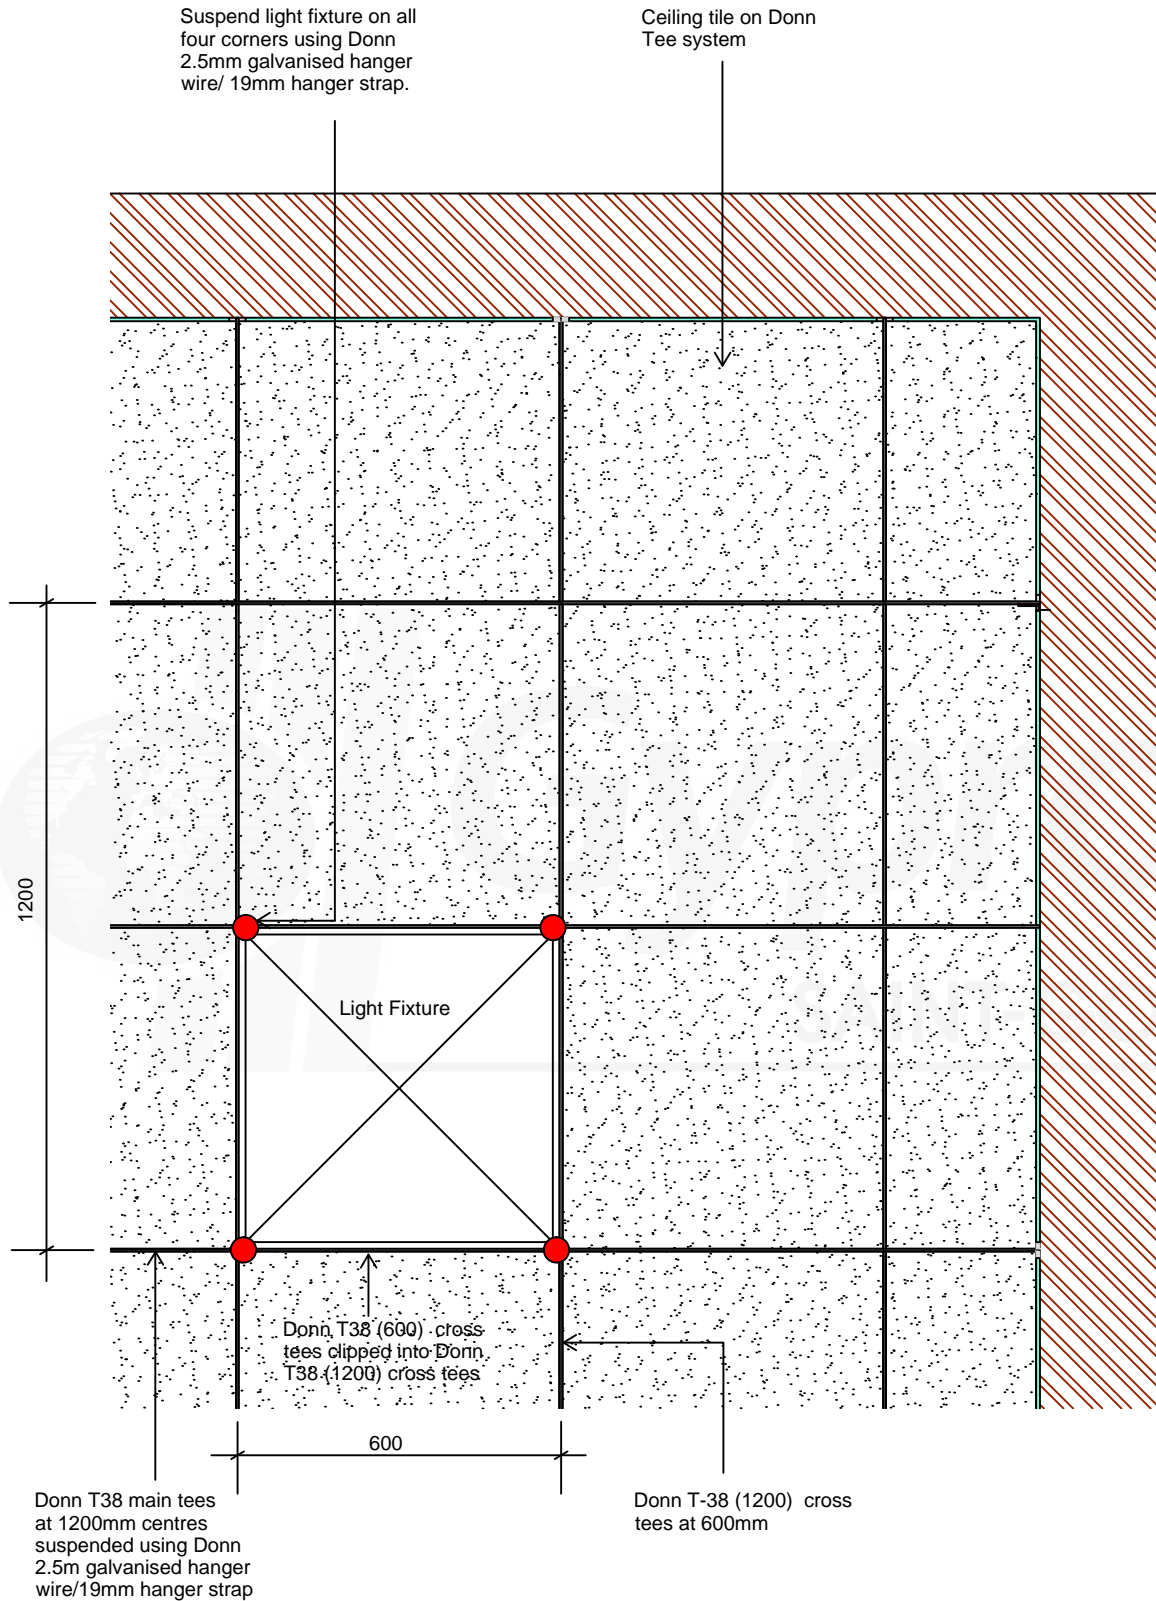 Suspend light fixture on all
four corners using Donn
2.5mm galvanised hanger
wire/ 19mm hanger strap.
Ceiling tile on Donn
Tee system
1200
Light Fixture
Donn T38 (600) cross
tees clipped into Donn
T38 (1200) cross tees
600
Donn T38 main tees
at 1200mm centres
suspended using Donn
2.5m galvanised hanger
wire/19mm hanger strap
Donn T-38 (1200) cross
tees at 600mm
Gypr
SAINT-